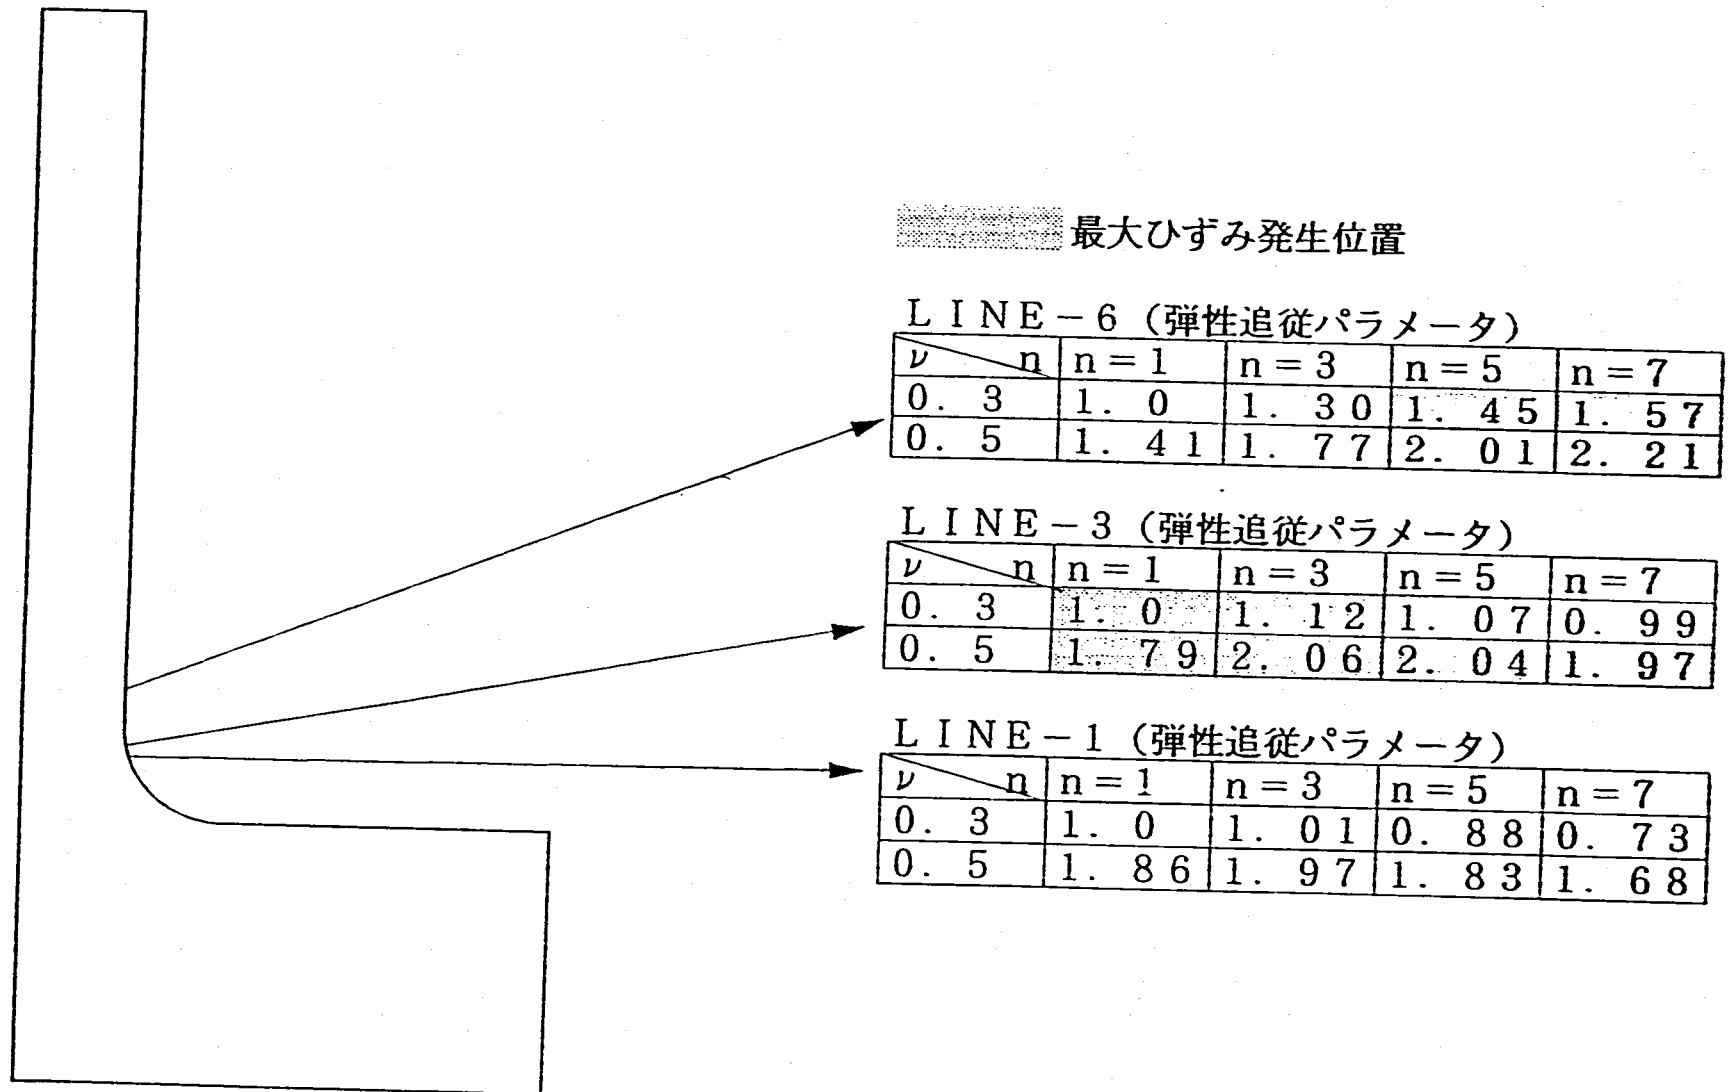 最大ひずみ発生位置
LINE-6 (弾性追従パラメータ)
ν n n=1 n=3 n=5 n=7
0.3 1.0 1.30 1.45 1.57
0.5 1.41 1.77 2.01 2.21
LINE-3 (弾性追従パラメータ)
ν n n=1 n=3 n=5 n=7
0.3 1.0 1.12 1.07 0.99
0.5 1.79 2.06 2.04 1.97
LINE-1 (弾性追従パラメータ)
ν n n=1 n=3 n=5 n=7
0.3 1.0 1.01 0.88 0.73
0.5 1.86 1.97 1.83 1.68